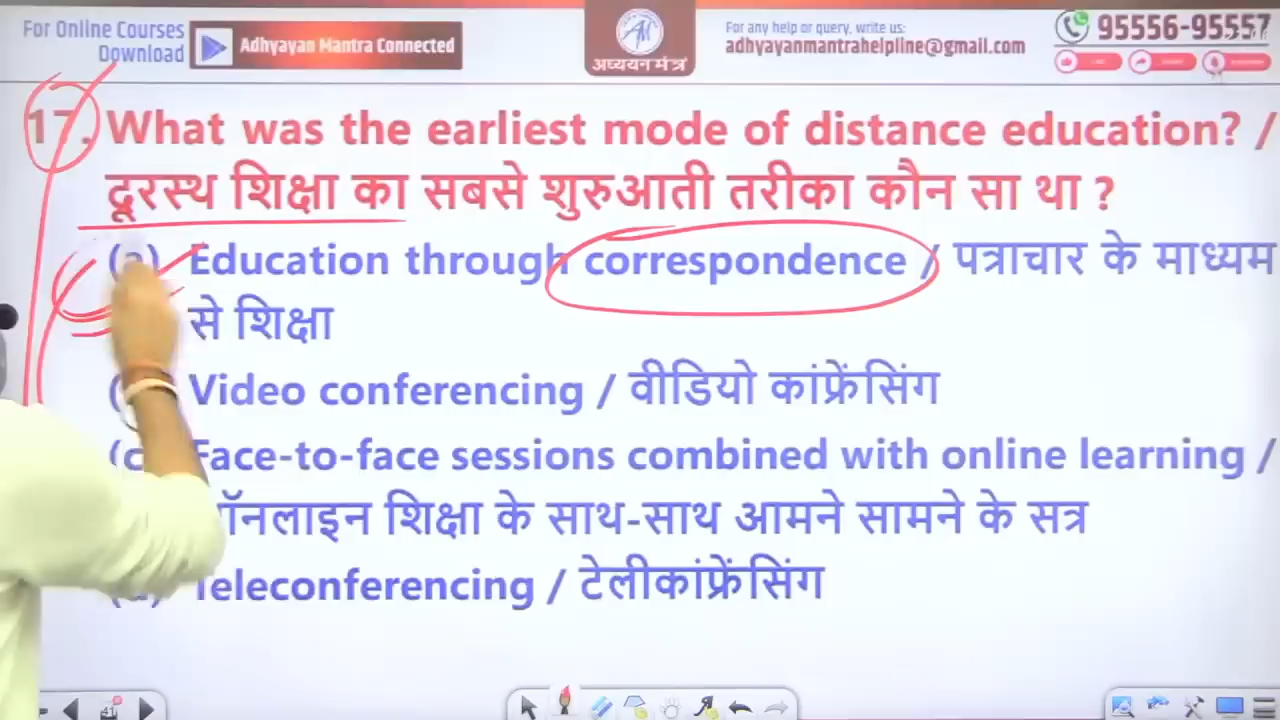 For Online Courses
Download
Adhyayan Mantra Connected
अध्ययन मंत्र
For any help or query, write us:
adhyayanmantrahelpline@gmail.com
95556-95557
17. What was the earliest mode of distance education? /
दूरस्थ शिक्षा का सबसे शुरुआती तरीका कौन सा था ?
(a) Education through correspondence / पत्राचार के माध्यम
से शिक्षा
Video conferencing / वीडियो कांफ्रेंसिंग
(c) Face-to-face sessions combined with online learning /
ऑनलाइन शिक्षा के साथ-साथ आमने सामने के सत्र
(d) Teleconferencing / टेलीकांफ्रेंसिंग
41